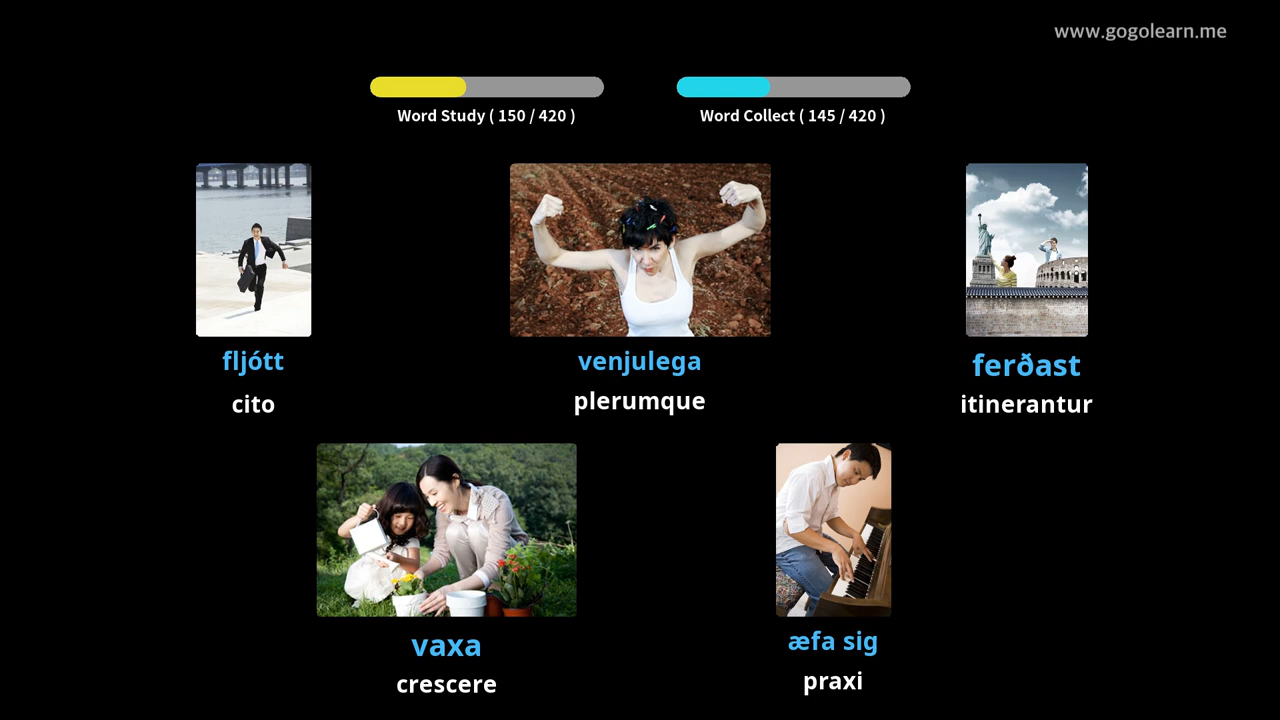 www.gogolearn.me
Word Study ( 150 / 420 )
Word Collect ( 145 / 420 )
fljótt
cito
venjulega
plerumque
ferðast
itinerantur
vaxa
crescere
æfa sig
praxi